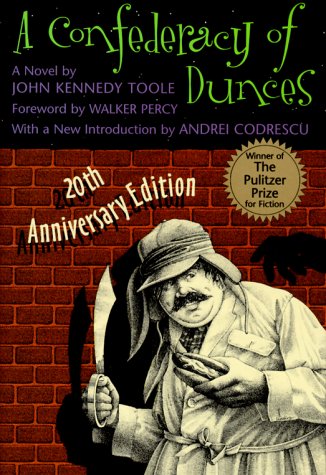 A Confederacy of
Dunces
A Novel by
JOHN KENNEDY TOOLE
Foreword by WALKER PERCY
With a New Introduction by ANDREI CODRESCU
Winner of
The
Pulitzer
Prize
for Fiction
20th
Anniversary Edition